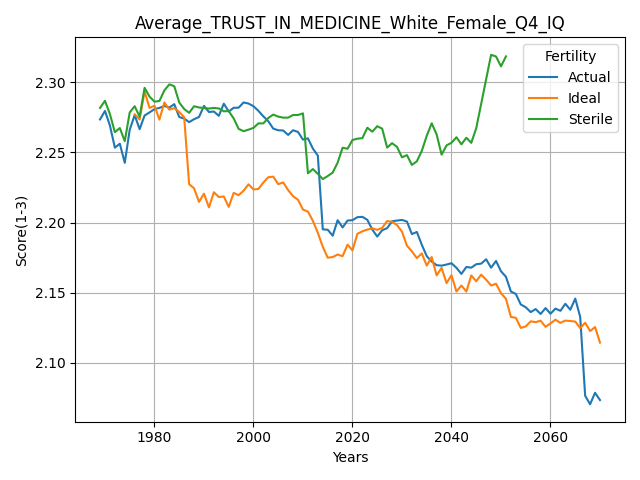 Average_TRUST_IN_MEDICINE_White_Female_Q4_IQ
Fertility
Actual
Ideal
Sterile
Score(1-3)
2.30
2.25
2.20
2.15
2.10
1980
2000
2020
2040
2060
Years